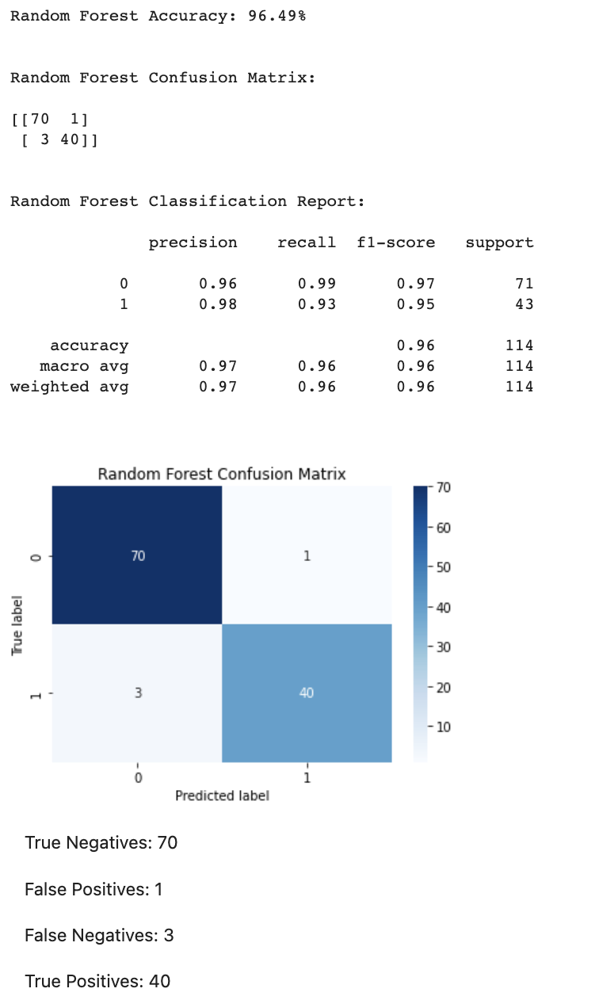 Random Forest Accuracy: 96.49%
Random Forest Confusion Matrix:
[[70  1]
 [ 3 40]]
Random Forest Classification Report:
precision recall f1-score support
0 0.96 0.99 0.97 71
1 0.98 0.93 0.95 43
accuracy 0.96 114
macro avg 0.97 0.96 0.96 114
weighted avg 0.97 0.96 0.96 114
Random Forest Confusion Matrix
70
60
50
40
30
20
10
True label
0
70 1
1
3 40
0 1
Predicted label
True Negatives: 70
False Positives: 1
False Negatives: 3
True Positives: 40